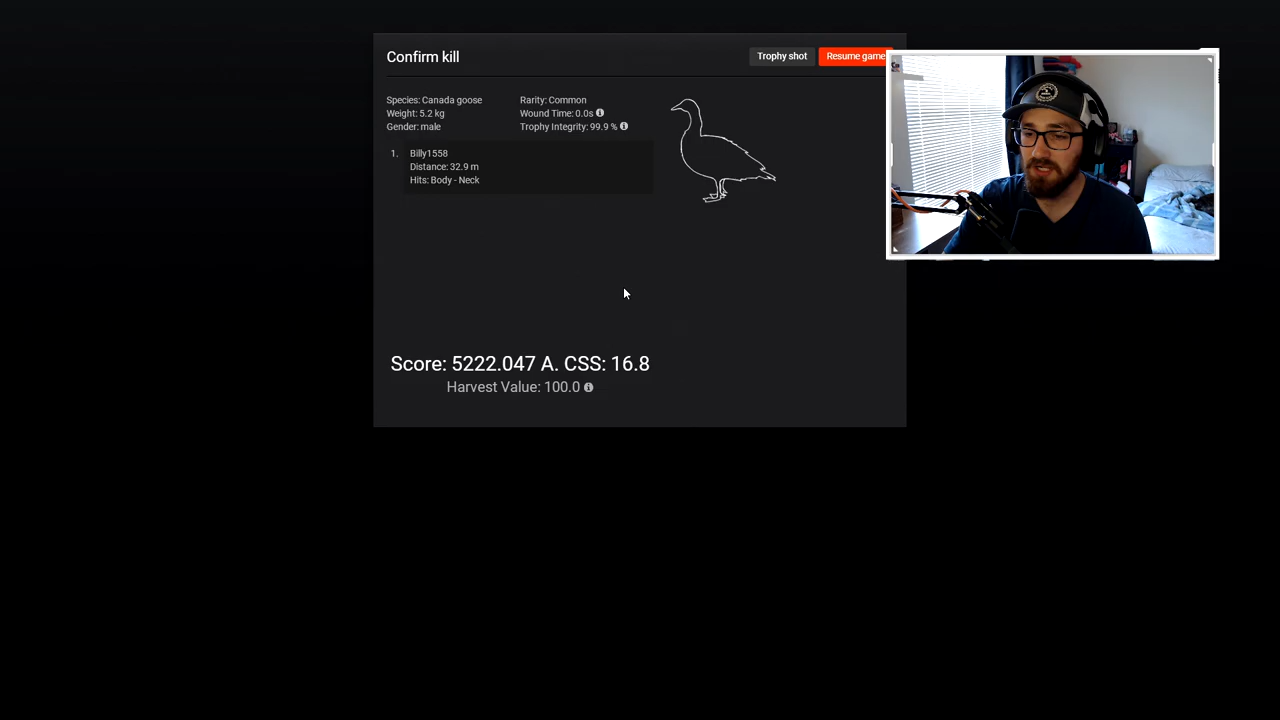 Confirm kill
Trophy shot
Resume game
Species: Canada goose
Weight: 5.2 kg
Gender: male
Rarity: Common
Wound Time: 0.0s
Trophy Integrity: 99.9 %
1. Billy1558
Distance: 32.9 m
Hits: Body - Neck
Score: 5222.047 A. CSS: 16.8
Harvest Value: 100.0